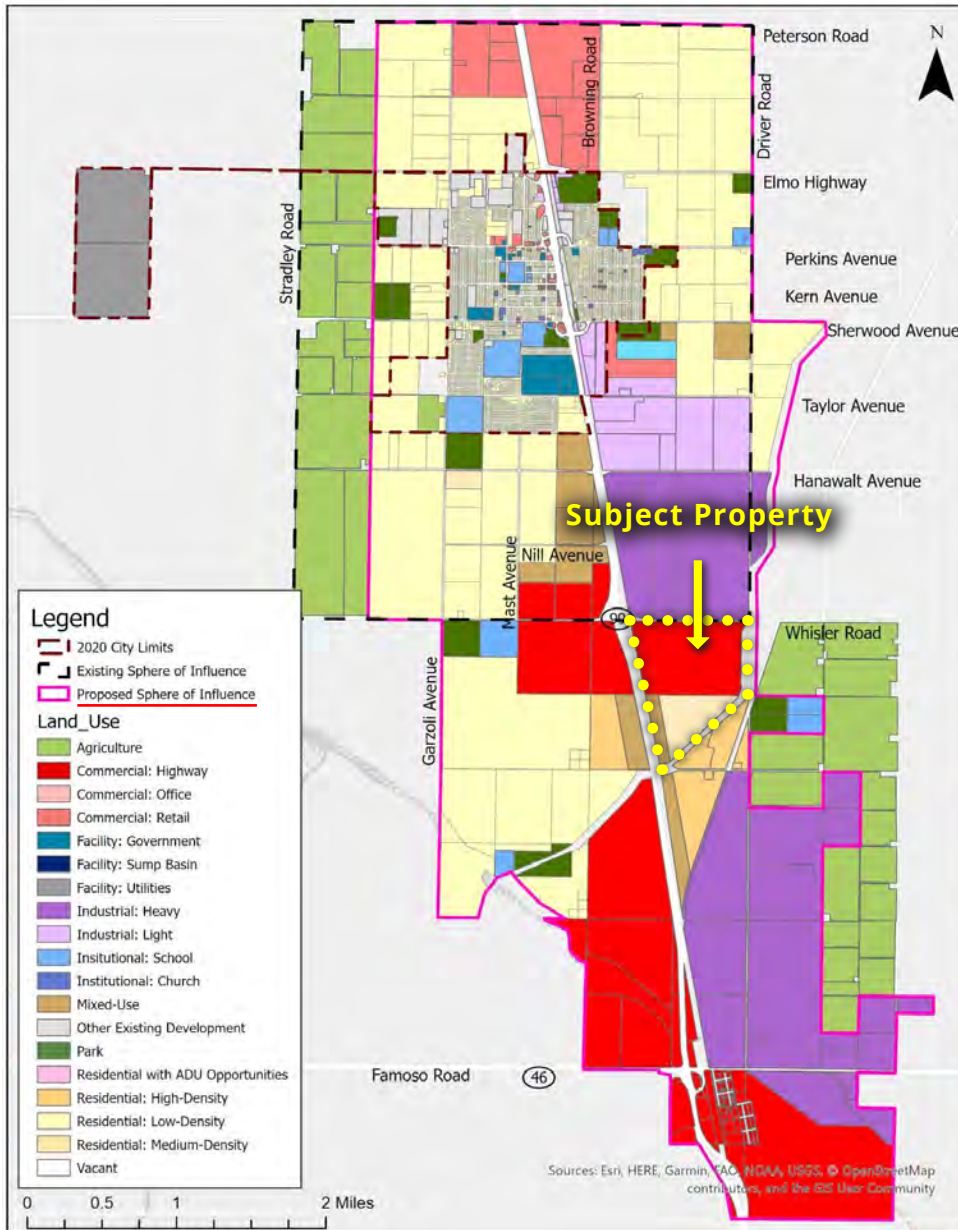 Peterson Road
N
Browning Road
Driver Road
Elmo Highway
Stradley Road
Perkins Avenue
Kern Avenue
Sherwood Avenue
Taylor Avenue
Hanawalt Avenue
Subject Property
Mast Avenue
Nill Avenue
99
Whisler Road
Garzoli Avenue
Legend
2020 City Limits
Existing Sphere of Influence
Proposed Sphere of Influence
Land_Use
Agriculture
Commercial: Highway
Commercial: Office
Commercial: Retail
Facility: Government
Facility: Sump Basin
Facility: Utilities
Industrial: Heavy
Industrial: Light
Insitutional: School
Institutional: Church
Mixed-Use
Other Existing Development
Park
Residential with ADU Opportunities
Residential: High-Density
Residential: Low-Density
Residential: Medium-Density
Vacant
Famoso Road
46
Sources: Esri, HERE, Garmin, FAO, NOAA, USGS, © OpenStreetMap
contributors, and the GIS User Community
0 0.5 1 2 Miles